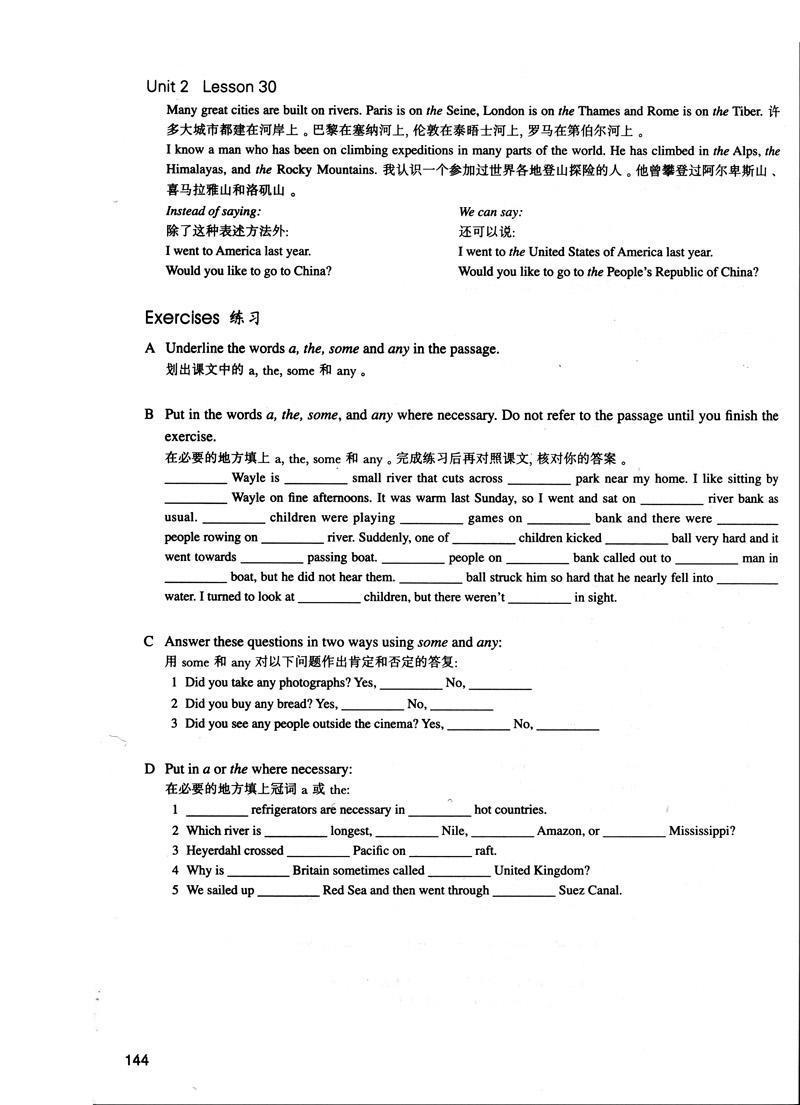 Unit 2 Lesson 30
Many great cities are built on rivers. Paris is on the Seine, London is on the Thames and Rome is on the Tiber. 许
多大城市都建在河岸上。巴黎在塞纳河上, 伦敦在泰晤士河上, 罗马在第伯尔河上。
I know a man who has been on climbing expeditions in many parts of the world. He has climbed in the Alps, the
Himalayas, and the Rocky Mountains. 我认识一个参加过世界各地登山探险的人。他曾攀登过阿尔卑斯山、
喜马拉雅山和洛矶山。
Instead of saying: We can say:
除了这种表述方法外: 还可以说:
I went to America last year. I went to the United States of America last year.
Would you like to go to China? Would you like to go to the People's Republic of China?
Exercises 练习
A Underline the words a, the, some and any in the passage.
划出课文中的 a, the, some 和 any。
B Put in the words a, the, some, and any where necessary. Do not refer to the passage until you finish the
exercise.
在必要的地方填上 a, the, some 和 any。完成练习后再对照课文, 核对你的答案。
_________ Wayle is _________ small river that cuts across _________ park near my home. I like sitting by
_________ Wayle on fine afternoons. It was warm last Sunday, so I went and sat on _________ river bank as
usual. _________ children were playing _________ games on _________ bank and there were _________
people rowing on _________ river. Suddenly, one of _________ children kicked _________ ball very hard and it
went towards _________ passing boat. _________ people on _________ bank called out to _________ man in
_________ boat, but he did not hear them. _________ ball struck him so hard that he nearly fell into _________
water. I turned to look at _________ children, but there weren't _________ in sight.
C Answer these questions in two ways using some and any:
用 some 和 any 对以下问题作出肯定和否定的答复:
1 Did you take any photographs? Yes, _________ No, _________
2 Did you buy any bread? Yes, _________ No, _________
3 Did you see any people outside the cinema? Yes, _________ No, _________
D Put in a or the where necessary:
在必要的地方填上冠词 a 或 the:
1 _________ refrigerators are necessary in _________ hot countries.
2 Which river is _________ longest, _________ Nile, _________ Amazon, or _________ Mississippi?
3 Heyerdahl crossed _________ Pacific on _________ raft.
4 Why is _________ Britain sometimes called _________ United Kingdom?
5 We sailed up _________ Red Sea and then went through _________ Suez Canal.
144